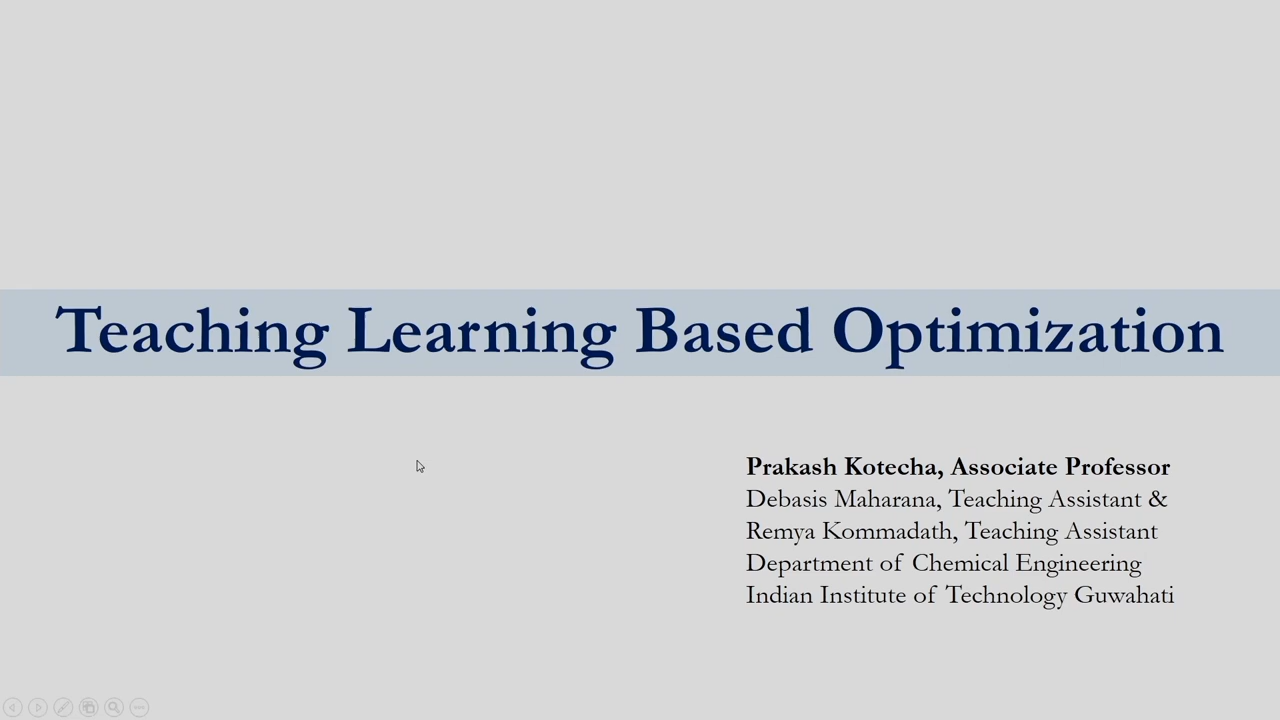 Teaching Learning Based Optimization
Prakash Kotecha, Associate Professor
Debasis Maharana, Teaching Assistant &
Remya Kommadath, Teaching Assistant
Department of Chemical Engineering
Indian Institute of Technology Guwahati